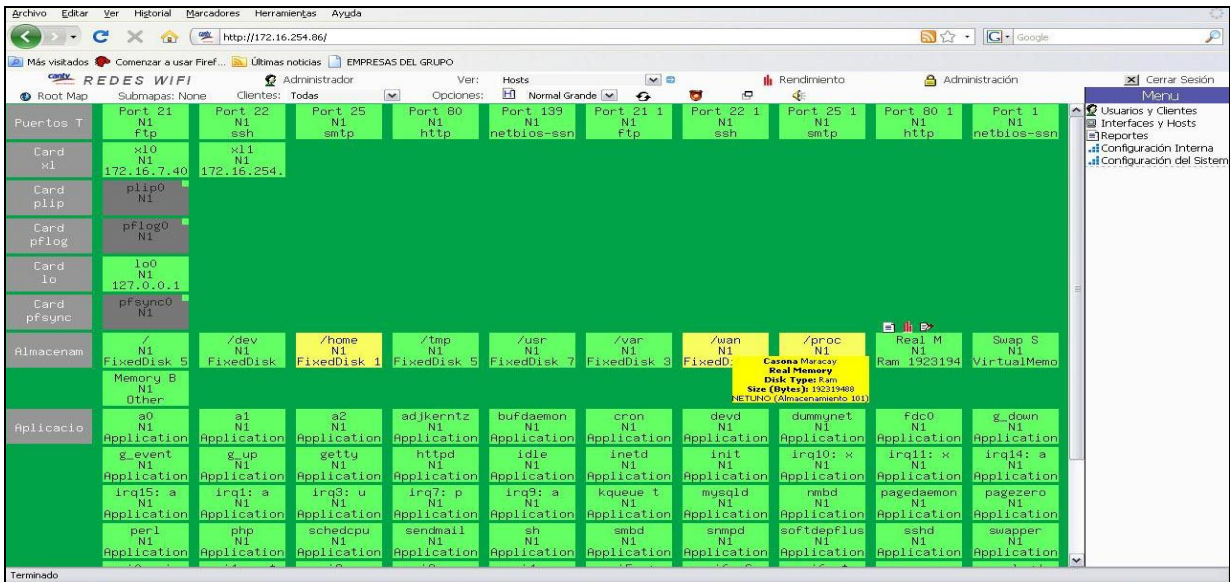 Archivo Editar Ver Historial Marcadores Herramientas Ayuda
http://172.16.254.86/
Google
Más visitados Comenzar a usar Firef... Últimas noticias EMPRESAS DEL GRUPO
cantv REDES WIFI Administrador Ver: Hosts Rendimiento Administración Cerrar Sesión
Root Map Submapas: None Clientes: Todas Opciones: Normal Grande Menu
Usuarios y Clientes
Interfaces y Hosts
Reportes
Configuración Interna
Configuración del Sistem
Puertos T
Port 21 Port 22 Port 25 Port 80 Port 139 Port 21 1 Port 22 1 Port 25 1 Port 80 1 Port 1
N1 N1 N1 N1 N1 N1 N1 N1 N1 N1
ftp ssh smtp http netbios-ssn ftp ssh smtp http netbios-ssn
Card xl
xl0 xl1
N1 N1
172.16.7.40 172.16.254.
Card plip
plip0
N1
Card pflog
pflog0
N1
Card lo
lo0
N1
127.0.0.1
Card pfsync
pfsync0
N1
Almacenam
/ /dev /home /tmp /usr /var /wan /proc Real M Swap S
N1 N1 N1 N1 N1 N1 N1 N1 N1 N1
FixedDisk 5 FixedDisk FixedDisk 1 FixedDisk 5 FixedDisk 7 FixedDisk 3 FixedD Ram 1923194 VirtualMemo
Casona Maracay
Real Memory
Disk Type: Ram
Size (Bytes): 192319488
NETUNO (Almacenamiento 101)
Memory B
N1
Other
Aplicacio
a0 a1 a2 adjkerntz bufdaemon cron devd dummynet fdc0 g_down
N1 N1 N1 N1 N1 N1 N1 N1 N1 N1
Application Application Application Application Application Application Application Application Application Application
g_event g_up getty httpd idle inetd init irq10: x irq11: x irq14: a
N1 N1 N1 N1 N1 N1 N1 N1 N1 N1
Application Application Application Application Application Application Application Application Application Application
irq15: a irq1: a irq3: u irq7: p irq9: a kqueue t mysqld nmbd pagedaemon pagezero
N1 N1 N1 N1 N1 N1 N1 N1 N1 N1
Application Application Application Application Application Application Application Application Application Application
perl php schedcpu sendmail sh smbd snmpd softdepflus sshd swapper
N1 N1 N1 N1 N1 N1 N1 N1 N1 N1
Application Application Application Application Application Application Application Application Application Application
Terminado